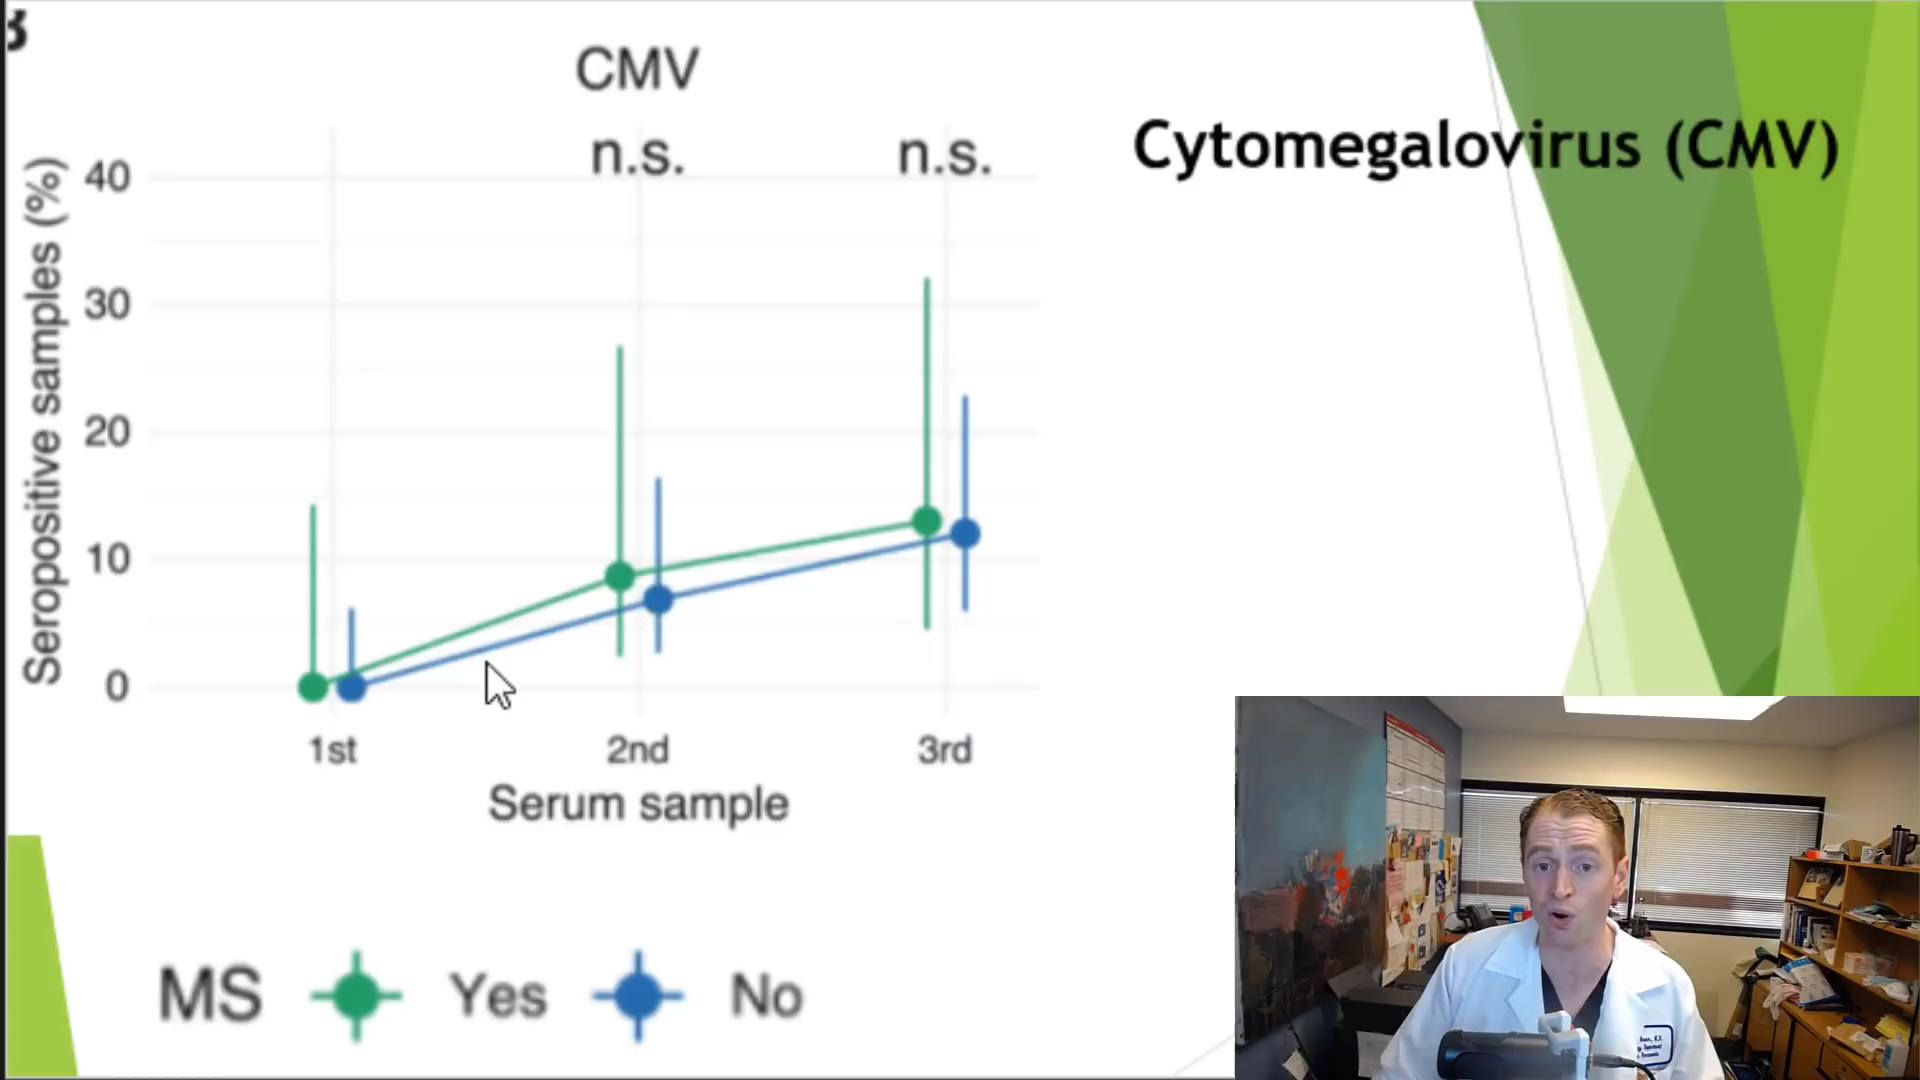 CMV
n.s.
n.s.
Cytomegalovirus (CMV)
Seropositive samples (%)
40
30
20
10
0
1st
2nd
3rd
Serum sample
MS
Yes
No